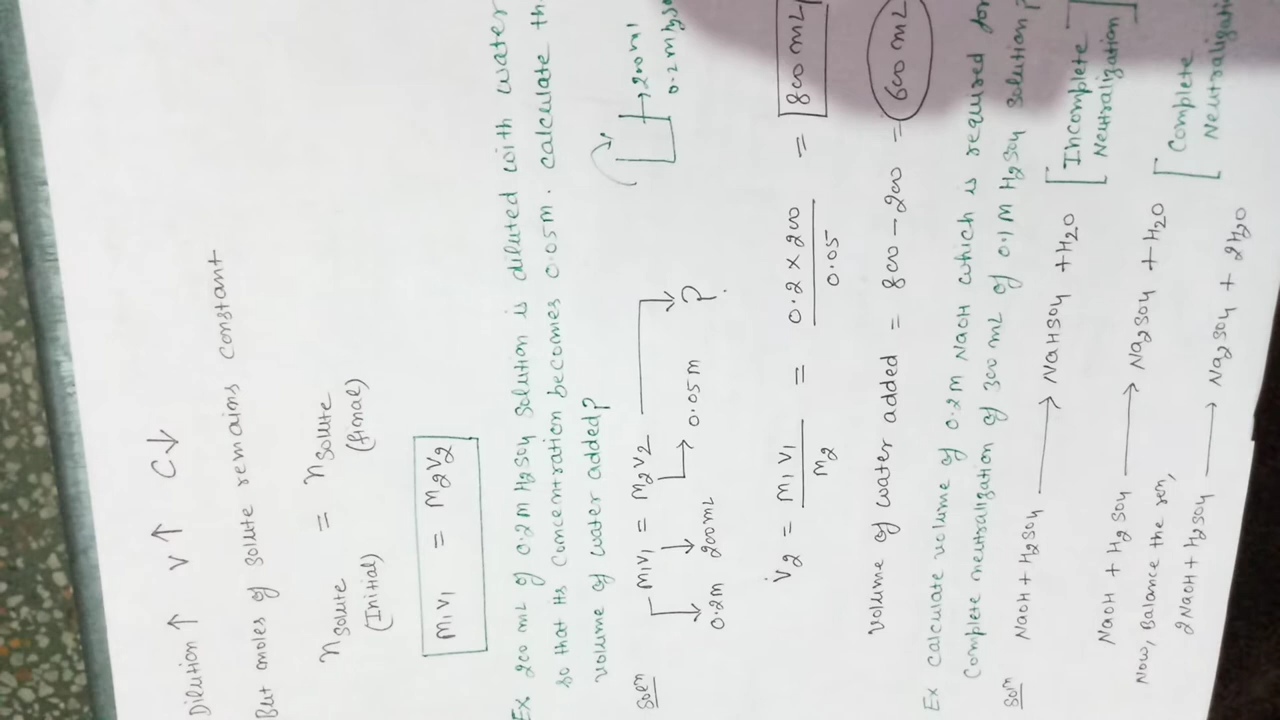 Dilution ↑ V↑ C↓
But moles of solute remains constant
n solute = n solute
(Initial) (final)
M1V1 = M2V2
Ex 200 mL of 0.2 M H2SO4 solution is diluted with water
so that its concentration becomes 0.05 M. calculate th
volume of water added?
→ 200 ml
0.2 M
Soln M1V1 = M2V2
0.2 M 200 mL → 0.05 M ?
V2 = M1V1 / M2 = 0.2 × 200 / 0.05 = 800 mL
Volume of water added = 800 - 200 = 600 mL
Ex calculate volume of 0.2 M NaOH which is required for
complete neutralization of 300 mL of 0.1 M H2SO4 solution?
Soln NaOH + H2SO4 → NaHSO4 + H2O [Incomplete
Neutralization]
NaOH + H2SO4 → Na2SO4 + H2O [Complete
Neutralizati
Now, Balance the rxn,
2NaOH + H2SO4 → Na2SO4 + 2H2O